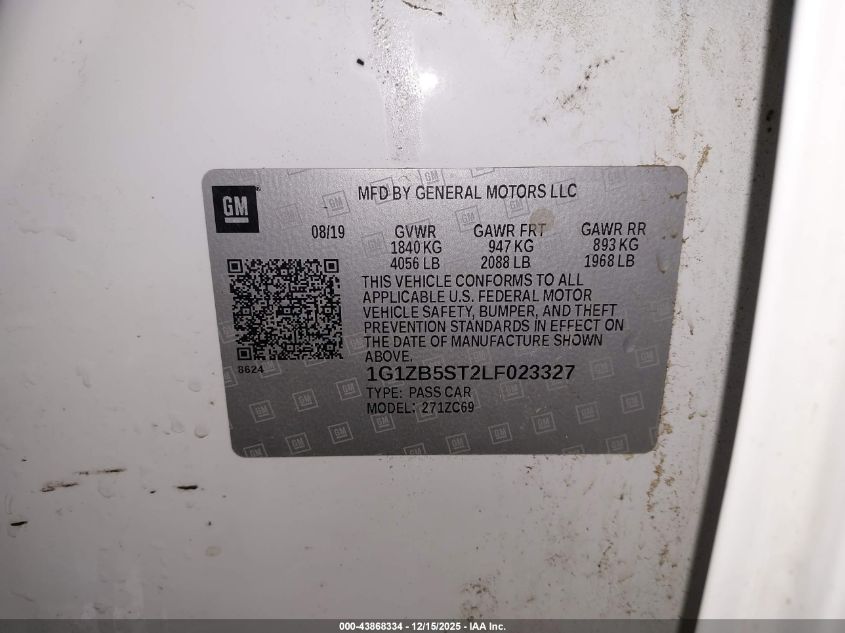 GM
MFD BY GENERAL MOTORS LLC
08/19 GVWR GAWR FRT GAWR RR
1840 KG 947 KG 893 KG
4056 LB 2088 LB 1968 LB
THIS VEHICLE CONFORMS TO ALL
APPLICABLE U.S. FEDERAL MOTOR
VEHICLE SAFETY, BUMPER, AND THEFT
PREVENTION STANDARDS IN EFFECT ON
THE DATE OF MANUFACTURE SHOWN
ABOVE.
8624
1G1ZB5ST2LF023327
TYPE: PASS CAR
MODEL: 271ZC69
000-43868334 / 12/15/2025 - IAA Inc.